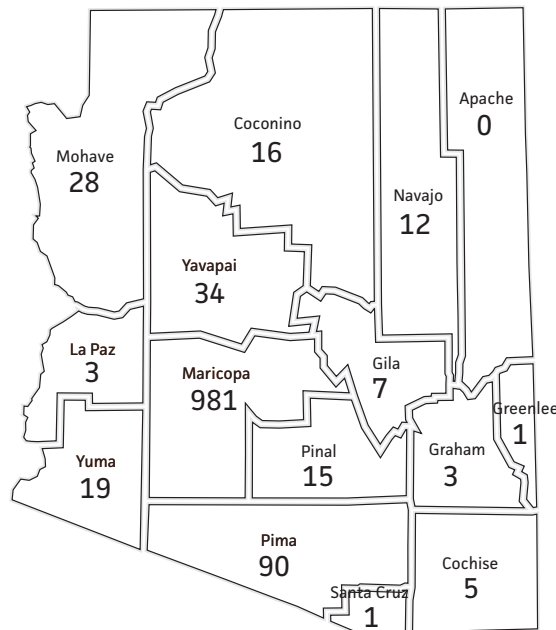 Apache
0
Coconino
16
Mohave
28
Navajo
12
Yavapai
34
La Paz
3
Maricopa
981
Gila
7
Greenlee
1
Pinal
15
Graham
3
Yuma
19
Pima
90
Cochise
5
Santa Cruz
1